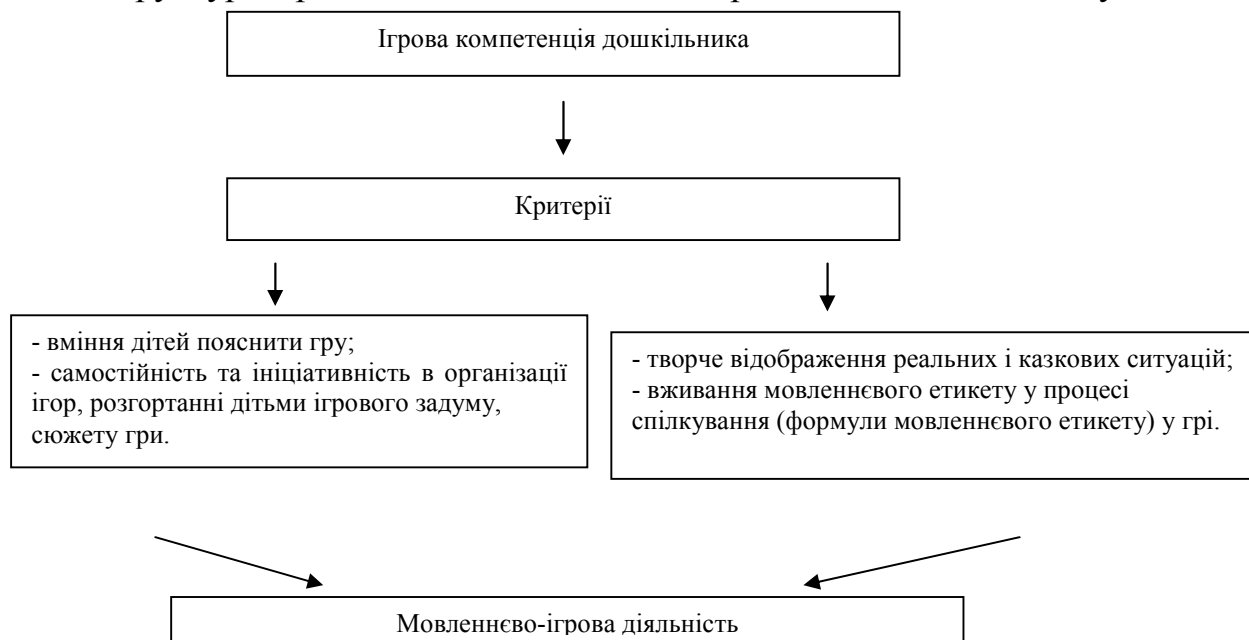 Ігрова компетенція дошкільника
Критерії
- вміння дітей пояснити гру;
- самостійність та ініціативність в організації
ігор, розгортанні дітьми ігрового задуму,
сюжету гри.
- творче відображення реальних і казкових ситуацій;
- вживання мовленнєвого етикету у процесі
спілкування (формули мовленнєвого етикету) у грі.
Мовленнєво-ігрова діяльність